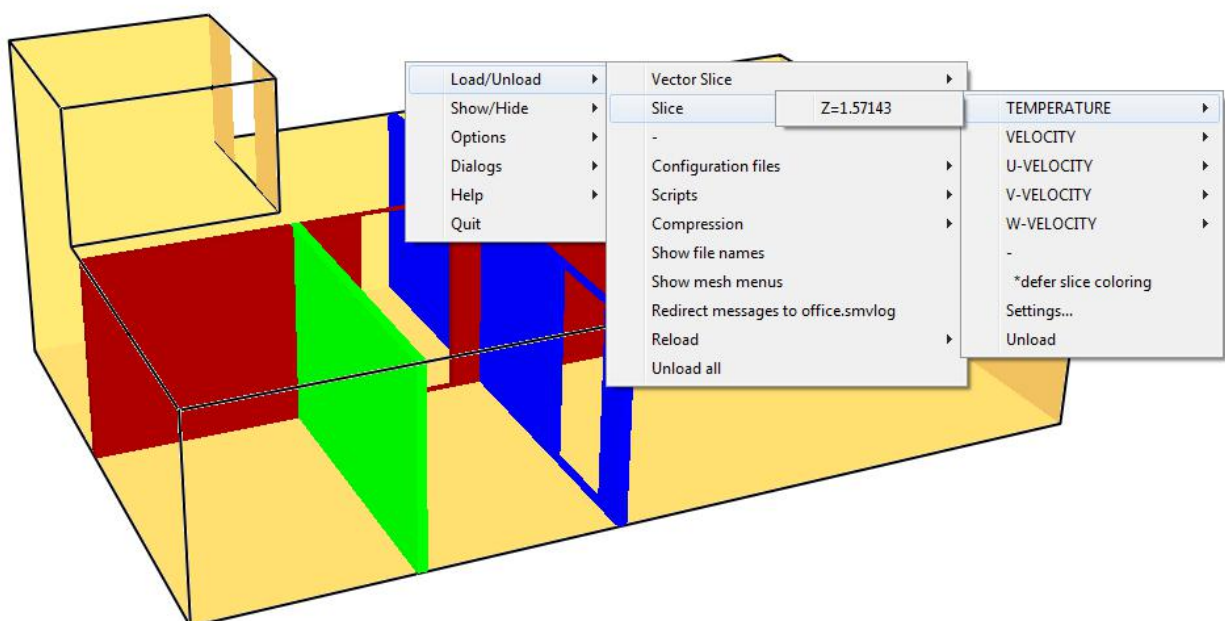 Load/Unload
Show/Hide
Options
Dialogs
Help
Quit
Vector Slice
Slice
-
Configuration files
Scripts
Compression
Show file names
Show mesh menus
Redirect messages to office.smvlog
Reload
Unload all
Z=1.57143
TEMPERATURE
VELOCITY
U-VELOCITY
V-VELOCITY
W-VELOCITY
-
*defer slice coloring
Settings...
Unload